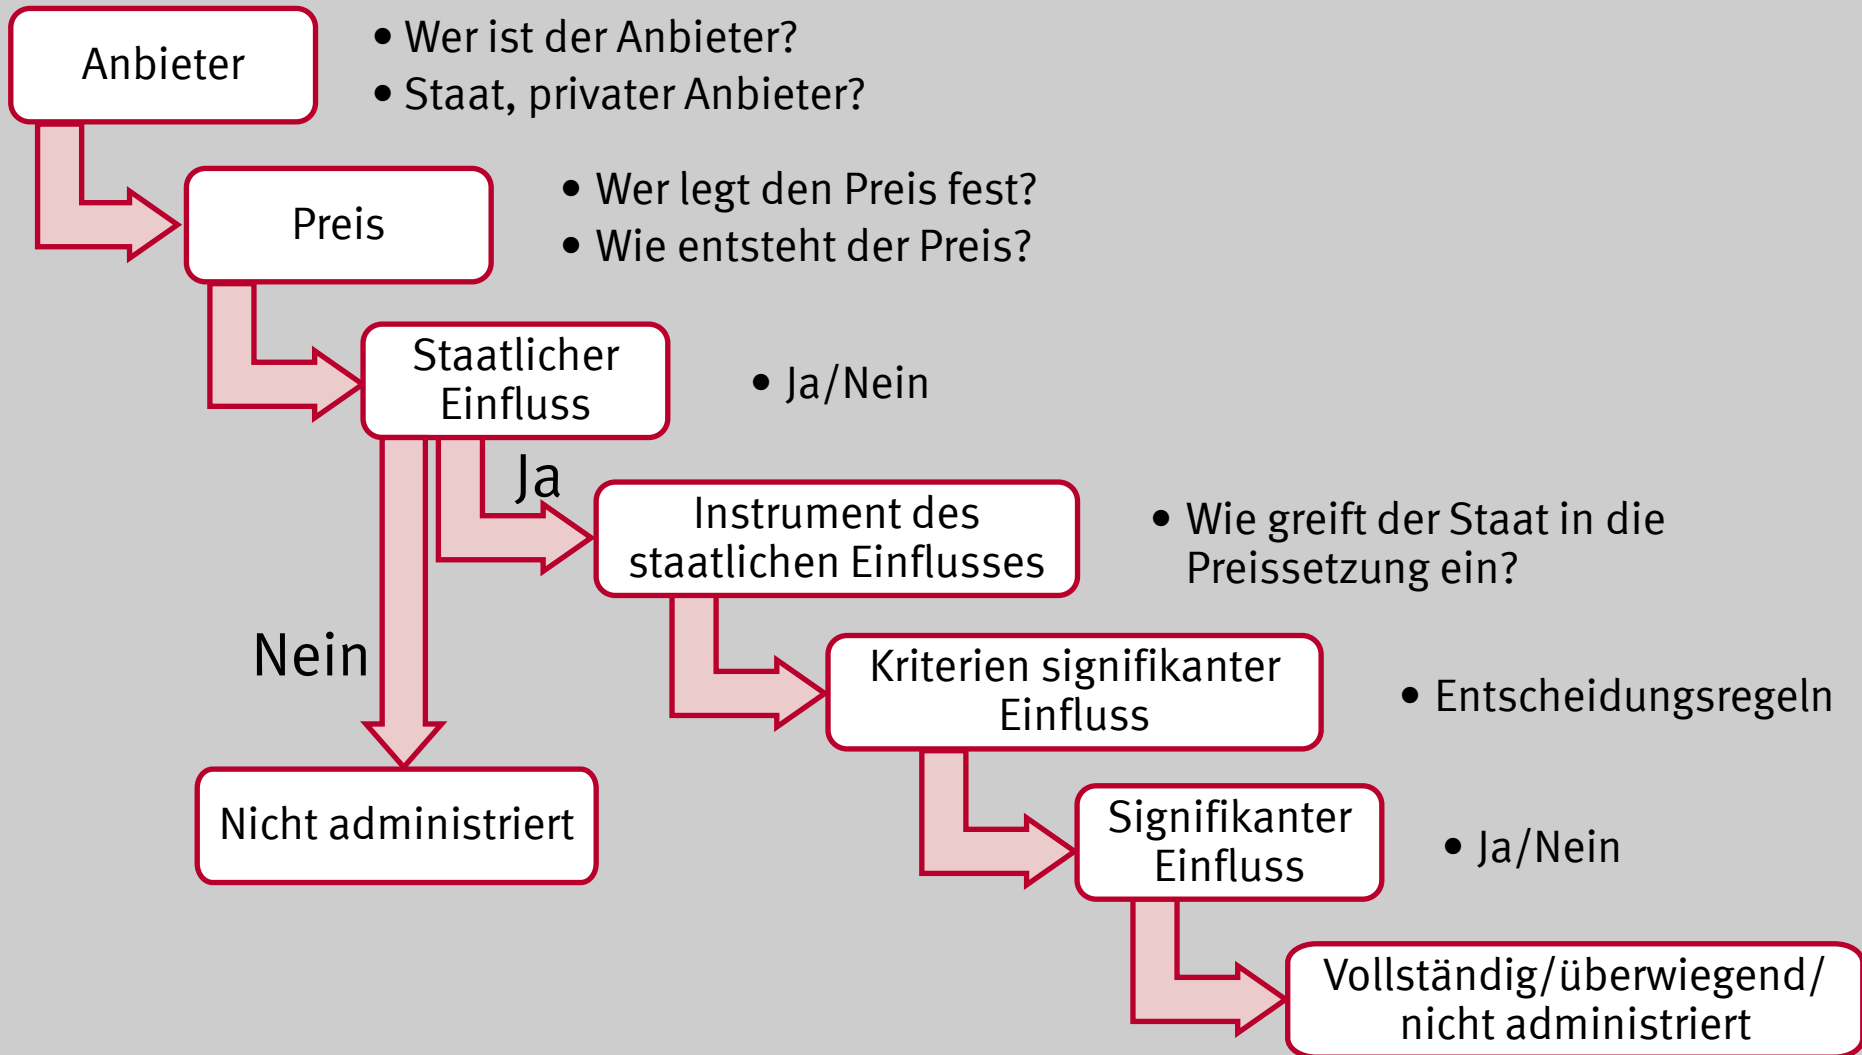 Anbieter
• Wer ist der Anbieter?
• Staat, privater Anbieter?
Preis
• Wer legt den Preis fest?
• Wie entsteht der Preis?
Staatlicher
Einfluss
• Ja/Nein
Ja
Instrument des
staatlichen Einflusses
• Wie greift der Staat in die
Preissetzung ein?
Nein
Kriterien signifikanter
Einfluss
• Entscheidungsregeln
Nicht administriert
Signifikanter
Einfluss
• Ja/Nein
Vollständig/überwiegend/
nicht administriert